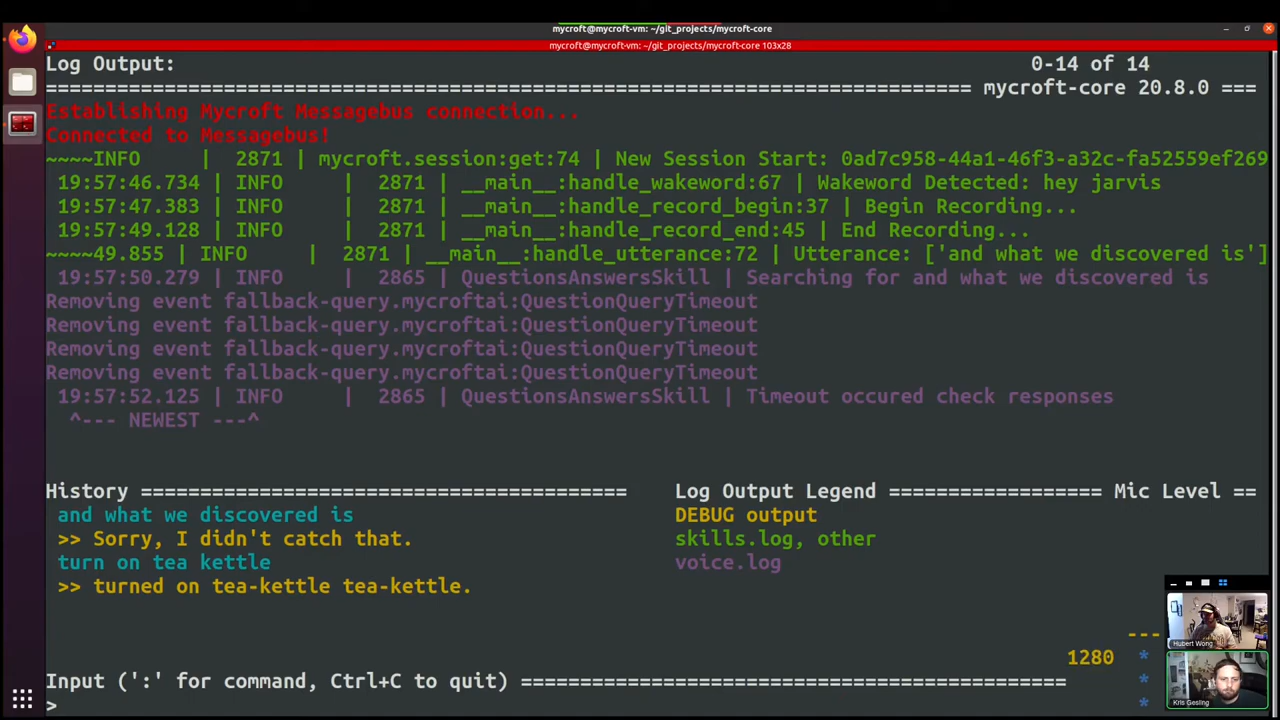 mycroft@mycroft-vm: ~/git_projects/mycroft-core
mycroft@mycroft-vm: ~/git_projects/mycroft-core 103x28
Log Output: 0-14 of 14
============================================================================== mycroft-core 20.8.0 ===
Establishing Mycroft Messagebus connection...
Connected to Messagebus!
~~~~INFO | 2871 | mycroft.session:get:74 | New Session Start: 0ad7c958-44a1-46f3-a32c-fa52559ef269
19:57:46.734 | INFO | 2871 | __main__:handle_wakeword:67 | Wakeword Detected: hey jarvis
19:57:47.383 | INFO | 2871 | __main__:handle_record_begin:37 | Begin Recording...
19:57:49.128 | INFO | 2871 | __main__:handle_record_end:45 | End Recording...
~~~~49.855 | INFO | 2871 | __main__:handle_utterance:72 | Utterance: ['and what we discovered is']
19:57:50.279 | INFO | 2865 | QuestionsAnswersSkill | Searching for and what we discovered is
Removing event fallback-query.mycroftai:QuestionQueryTimeout
Removing event fallback-query.mycroftai:QuestionQueryTimeout
Removing event fallback-query.mycroftai:QuestionQueryTimeout
Removing event fallback-query.mycroftai:QuestionQueryTimeout
19:57:52.125 | INFO | 2865 | QuestionsAnswersSkill | Timeout occured check responses
^--- NEWEST ---^
History ========================================= Log Output Legend ================== Mic Level ==
and what we discovered is DEBUG output
>> Sorry, I didn't catch that. skills.log, other
turn on tea kettle voice.log
>> turned on tea-kettle tea-kettle.
Hubert Wong
---
1280 *
Input (':' for command, Ctrl+C to quit) ============================================== *
> *
Kris Gesling